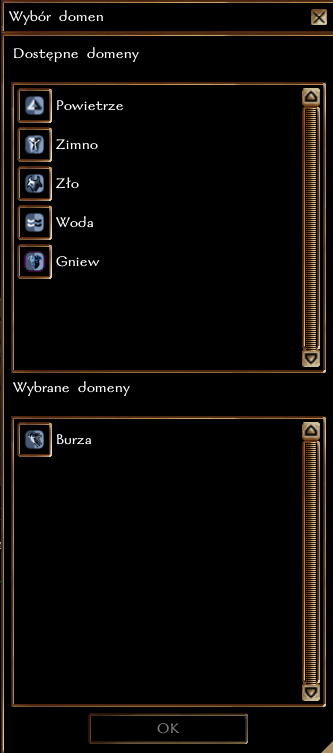 Wybór domen
Dostępne domeny
Powietrze
Zimno
Zło
Woda
Gniew
Wybrane domeny
Burza
OK